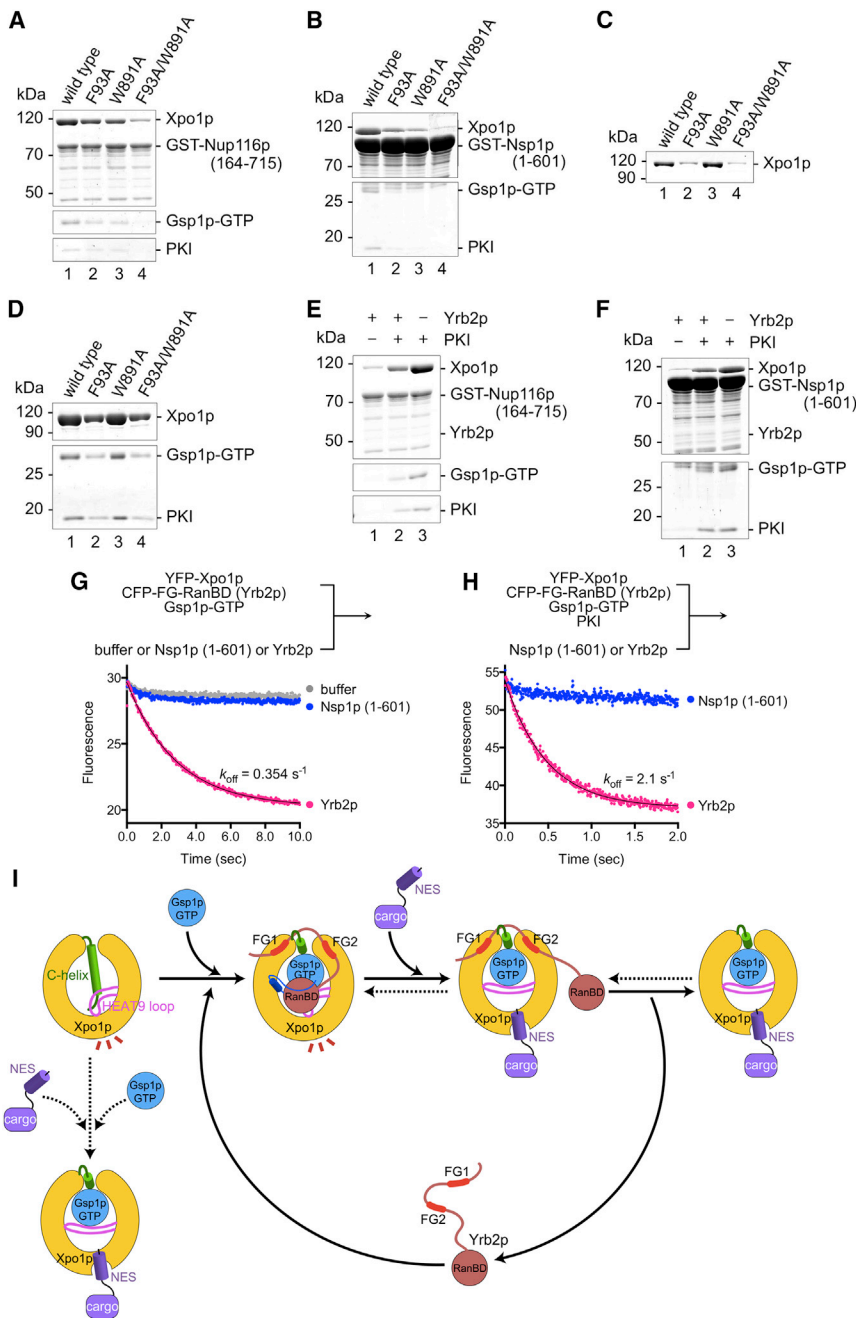 A
kDa
wild type
F93A
W891A
F93A/W891A
120
70
50
Xpo1p
GST-Nup116p
(164-715)
Gsp1p-GTP
PKI
1 2 3 4
B
kDa
wild type
F93A
W891A
F93A/W891A
120
70
25
20
Xpo1p
GST-Nsp1p
(1-601)
Gsp1p-GTP
PKI
1 2 3 4
C
kDa
wild type
F93A
W891A
F93A/W891A
120
90
Xpo1p
1 2 3 4
D
kDa
wild type
F93A
W891A
F93A/W891A
120
90
25
20
Xpo1p
Gsp1p-GTP
PKI
1 2 3 4
E
+ + − Yrb2p
− + + PKI
kDa
120
70
50
Xpo1p
GST-Nup116p
(164-715)
Yrb2p
Gsp1p-GTP
PKI
1 2 3
F
+ + − Yrb2p
− + + PKI
kDa
120
70
50
25
20
Xpo1p
GST-Nsp1p
(1-601)
Yrb2p
Gsp1p-GTP
PKI
1 2 3
G
YFP-Xpo1p
CFP-FG-RanBD (Yrb2p)
Gsp1p-GTP
buffer or Nsp1p (1-601) or Yrb2p
30
25
20
Fluorescence
buffer
Nsp1p (1-601)
koff = 0.354 s-1
Yrb2p
0.0 2.0 4.0 6.0 8.0 10.0
Time (sec)
H
YFP-Xpo1p
CFP-FG-RanBD (Yrb2p)
Gsp1p-GTP
PKI
Nsp1p (1-601) or Yrb2p
55
50
45
40
35
Fluorescence
Nsp1p (1-601)
koff = 2.1 s-1
Yrb2p
0.0 0.5 1.0 1.5 2.0
Time (sec)
I
C-helix
HEAT9 loop
Xpo1p
Gsp1p
GTP
FG1
FG2
Gsp1p
GTP
RanBD
Xpo1p
NES
cargo
FG1
FG2
Gsp1p
GTP
RanBD
Xpo1p
NES
cargo
Gsp1p
GTP
Xpo1p
NES
cargo
NES
cargo
Gsp1p
GTP
Gsp1p
GTP
Xpo1p
NES
cargo
FG1
FG2
Yrb2p
RanBD